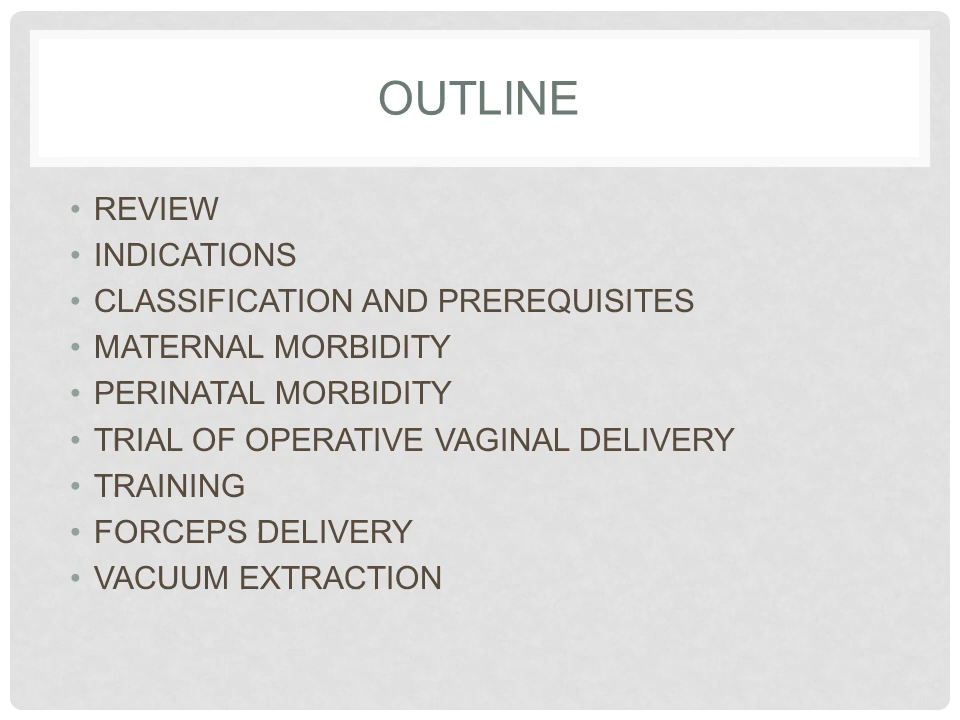 OUTLINE
• REVIEW
• INDICATIONS
• CLASSIFICATION AND PREREQUISITES
• MATERNAL MORBIDITY
• PERINATAL MORBIDITY
• TRIAL OF OPERATIVE VAGINAL DELIVERY
• TRAINING
• FORCEPS DELIVERY
• VACUUM EXTRACTION